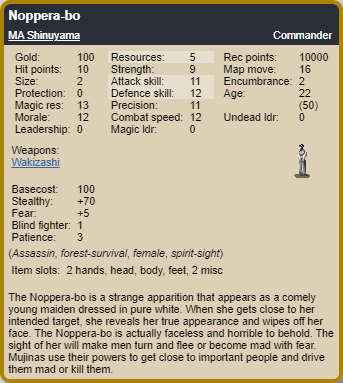 Noppera-bo
MA Shinuyama Commander
Gold: 100 Resources: 5 Rec points: 10000
Hit points: 10 Strength: 9 Map move: 16
Size: 2 Attack skill: 11 Encumbrance: 2
Protection: 0 Defence skill: 12 Age: 22
Magic res: 13 Precision: 11 (50)
Morale: 12 Combat speed: 12 Undead ldr: 0
Leadership: 0 Magic ldr: 0
Weapons:
Wakizashi
Basecost: 100
Stealthy: +70
Fear: +5
Blind fighter: 1
Patience: 3
(Assassin, forest-survival, female, spirit-sight)
Item slots: 2 hands, head, body, feet, 2 misc
The Noppera-bo is a strange apparition that appears as a comely
young maiden dressed in pure white. When she gets close to her
intended target, she reveals her true appearance and wipes off her
face. The Noppera-bo is actually faceless and horrible to behold. The
sight of her will make men turn and flee or become mad with fear.
Mujinas use their powers to get close to important people and drive
them mad or kill them.